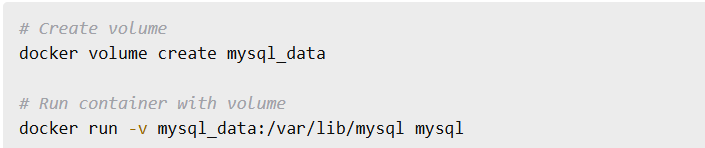 # Create volume
docker volume create mysql_data
# Run container with volume
docker run -v mysql_data:/var/lib/mysql mysql